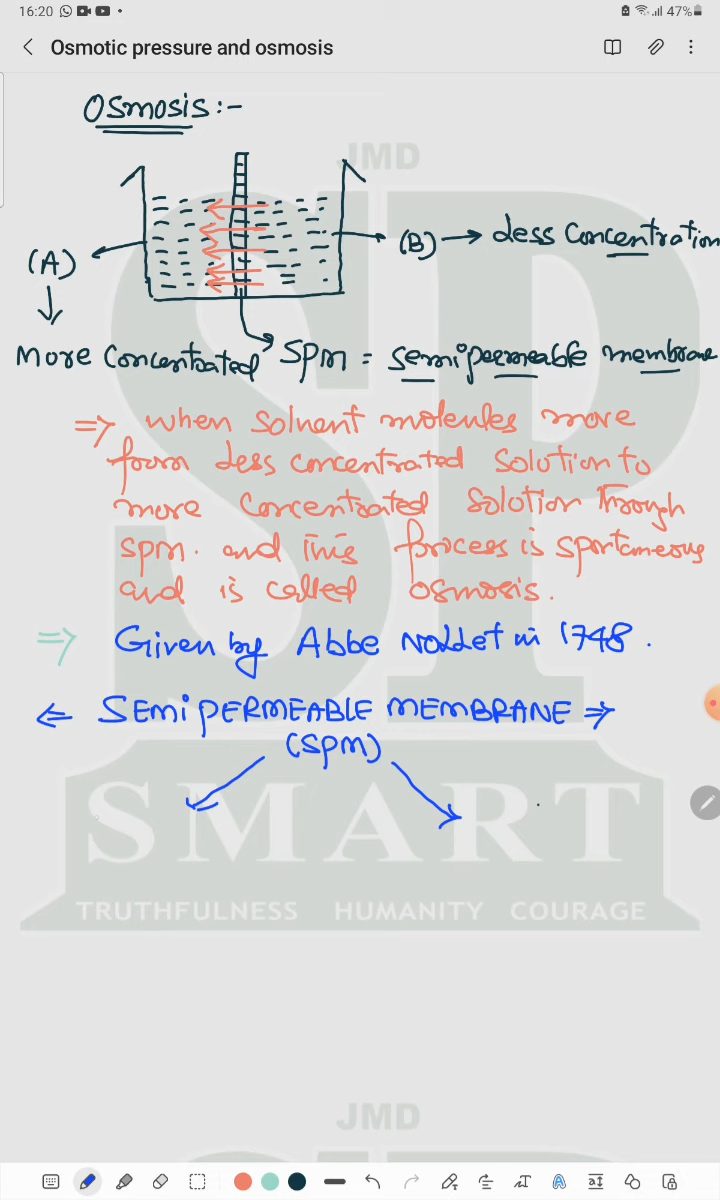 16:20
47%
Osmotic pressure and osmosis
Osmosis :-
JMD
(A)
(B) → Less Concentration
More Concentrated
SPM = Semipermeable membrane
⇒ when solvent molecules move
from Less concentrated solution to
more Concentrated solution Through
SPM. and This process is spontaneous
and is called osmosis.
⇒ Given by Abbe Nollet in 1748.
⇐ SEMiPERMEABLE MEMBRANE ⇒
(SPM)
SP
SMART
TRUTHFULNESS HUMANITY COURAGE
JMD